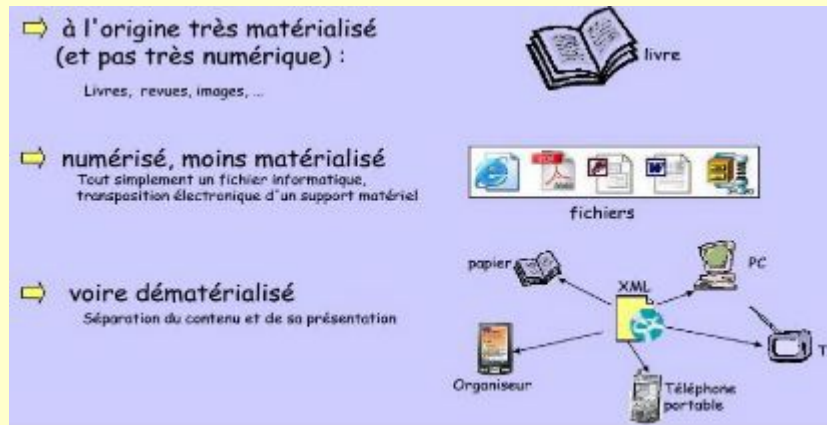 à l'origine très matérialisé
(et pas très numérique) :
Livres, revues, images, ...
livre
numérisé, moins matérialisé
Tout simplement un fichier informatique,
transposition électronique d'un support matériel
PDF
W
fichiers
voire dématérialisé
Séparation du contenu et de sa présentation
papier
XML
PC
T
Organiseur
Téléphone
portable